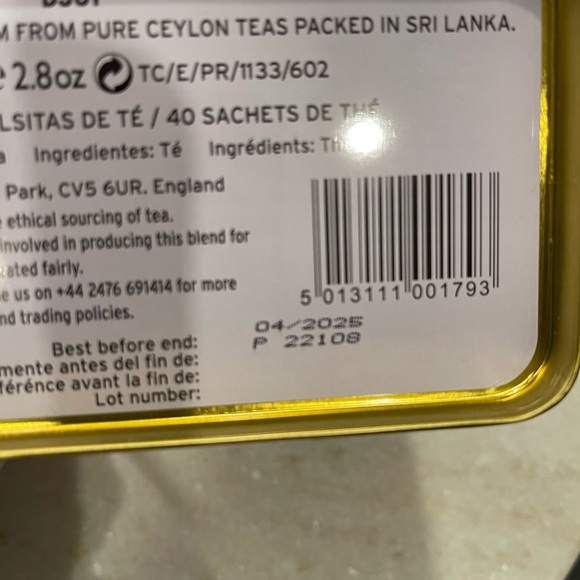 M FROM PURE CEYLON TEAS PACKED IN SRI LANKA.
e 2.8oz TC/E/PR/1133/602
LSITAS DE TÉ / 40 SACHETS DE THÉ
a Ingredientes: Té Ingrédients: Th
Park, CV5 6UR. England
ethical sourcing of tea.
involved in producing this blend for
ated fairly.
e us on +44 2476 691414 for more
nd trading policies.
5 013111 001793
Best before end: 04/2025
mente antes del fin de: P 22108
férénce avant la fin de:
Lot number: